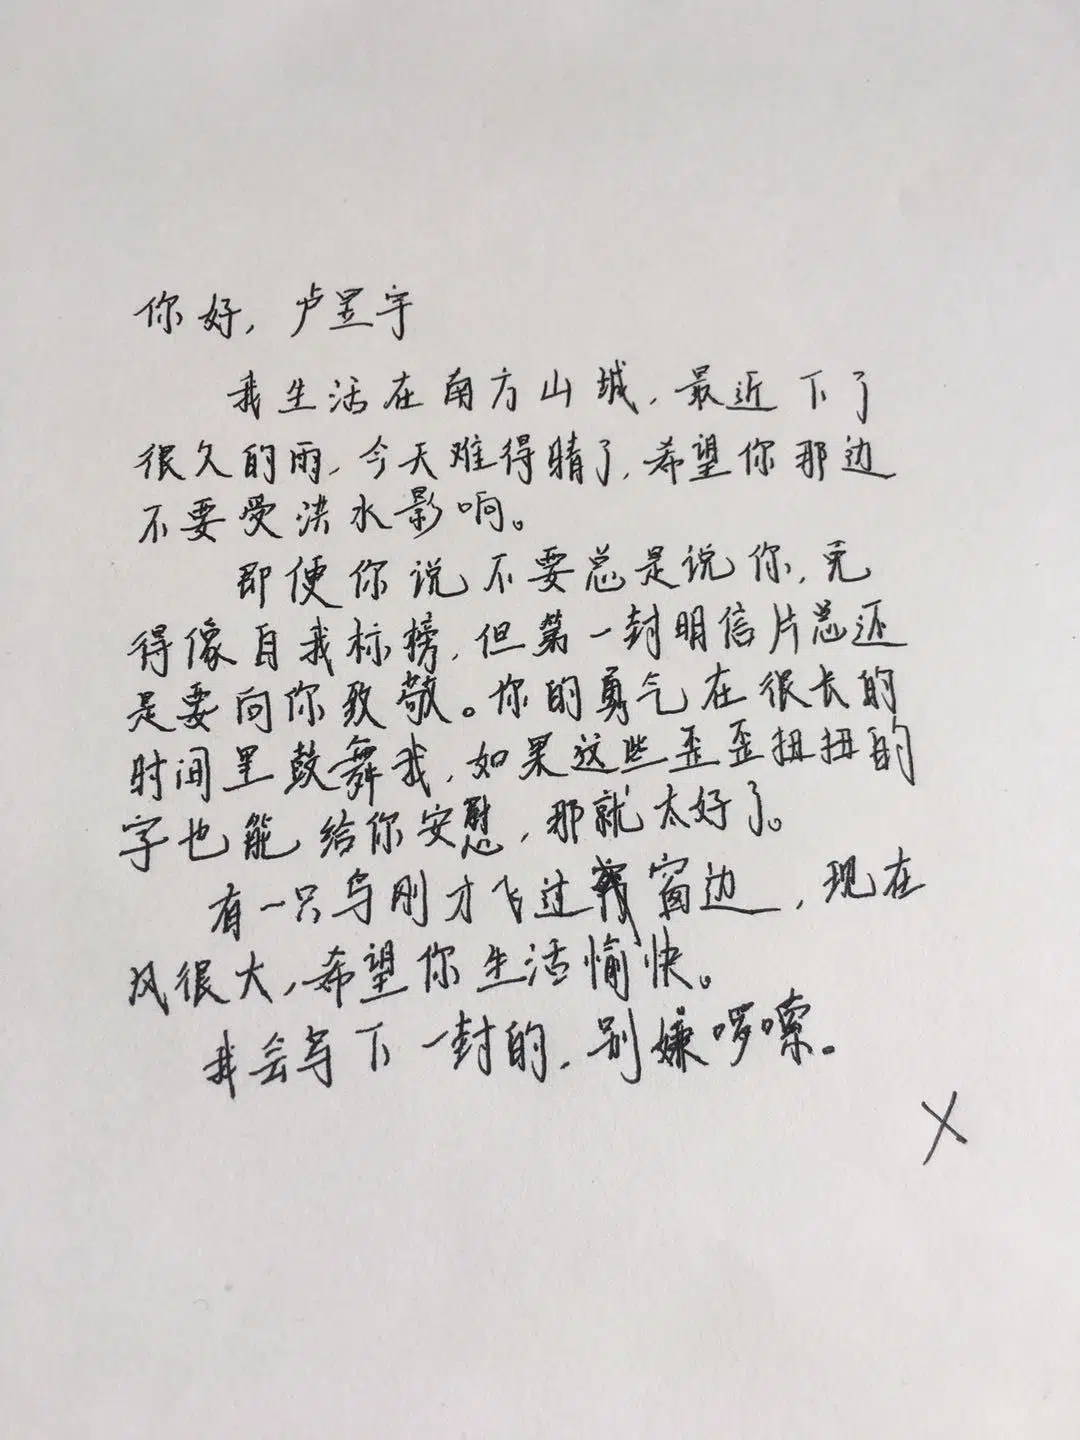 你好，卢昱宇
我生活在南方山城，最近下了
很久的雨，今天难得晴了，希望你那边
不要受洪水影响。
即便你说不要总是说你，免
得像自我标榜，但第一封明信片总还
是要向你致敬。你的勇气在很长的
时间里鼓舞我，如果这些歪歪扭扭的
字也能给你安慰，那就太好了。
有一只鸟刚才飞过窗边，现在
风很大，希望你生活愉快。
我会写下一封的，别嫌啰嗦。
X